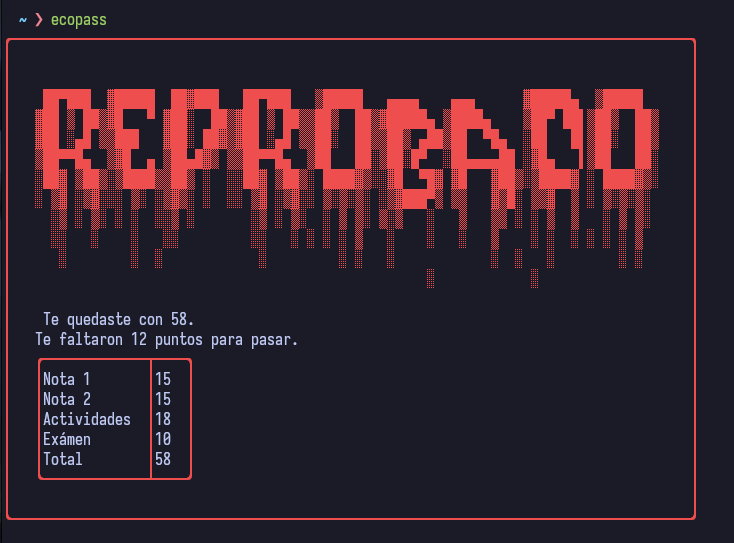 ~ ❯ ecopass
REPROBADO
Te quedaste con 58.
Te faltaron 12 puntos para pasar.
Nota 1 15
Nota 2 15
Actividades 18
Exámen 10
Total 58